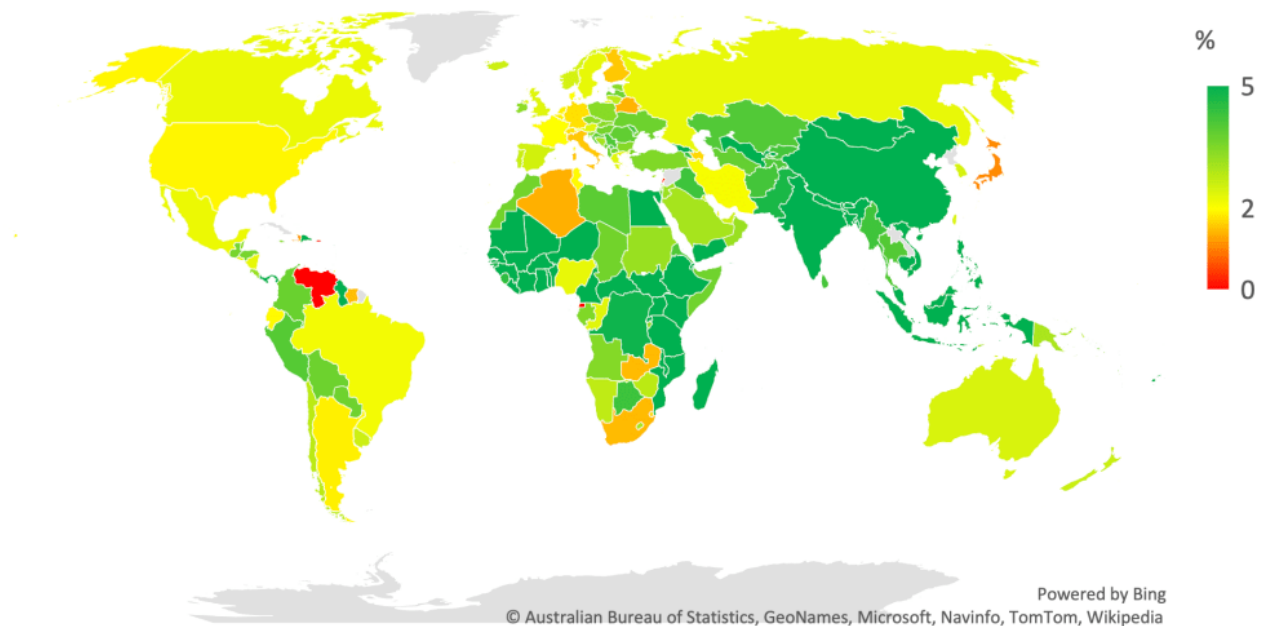 %
5
2
0
Powered by Bing
© Australian Bureau of Statistics, GeoNames, Microsoft, Navinfo, TomTom, Wikipedia